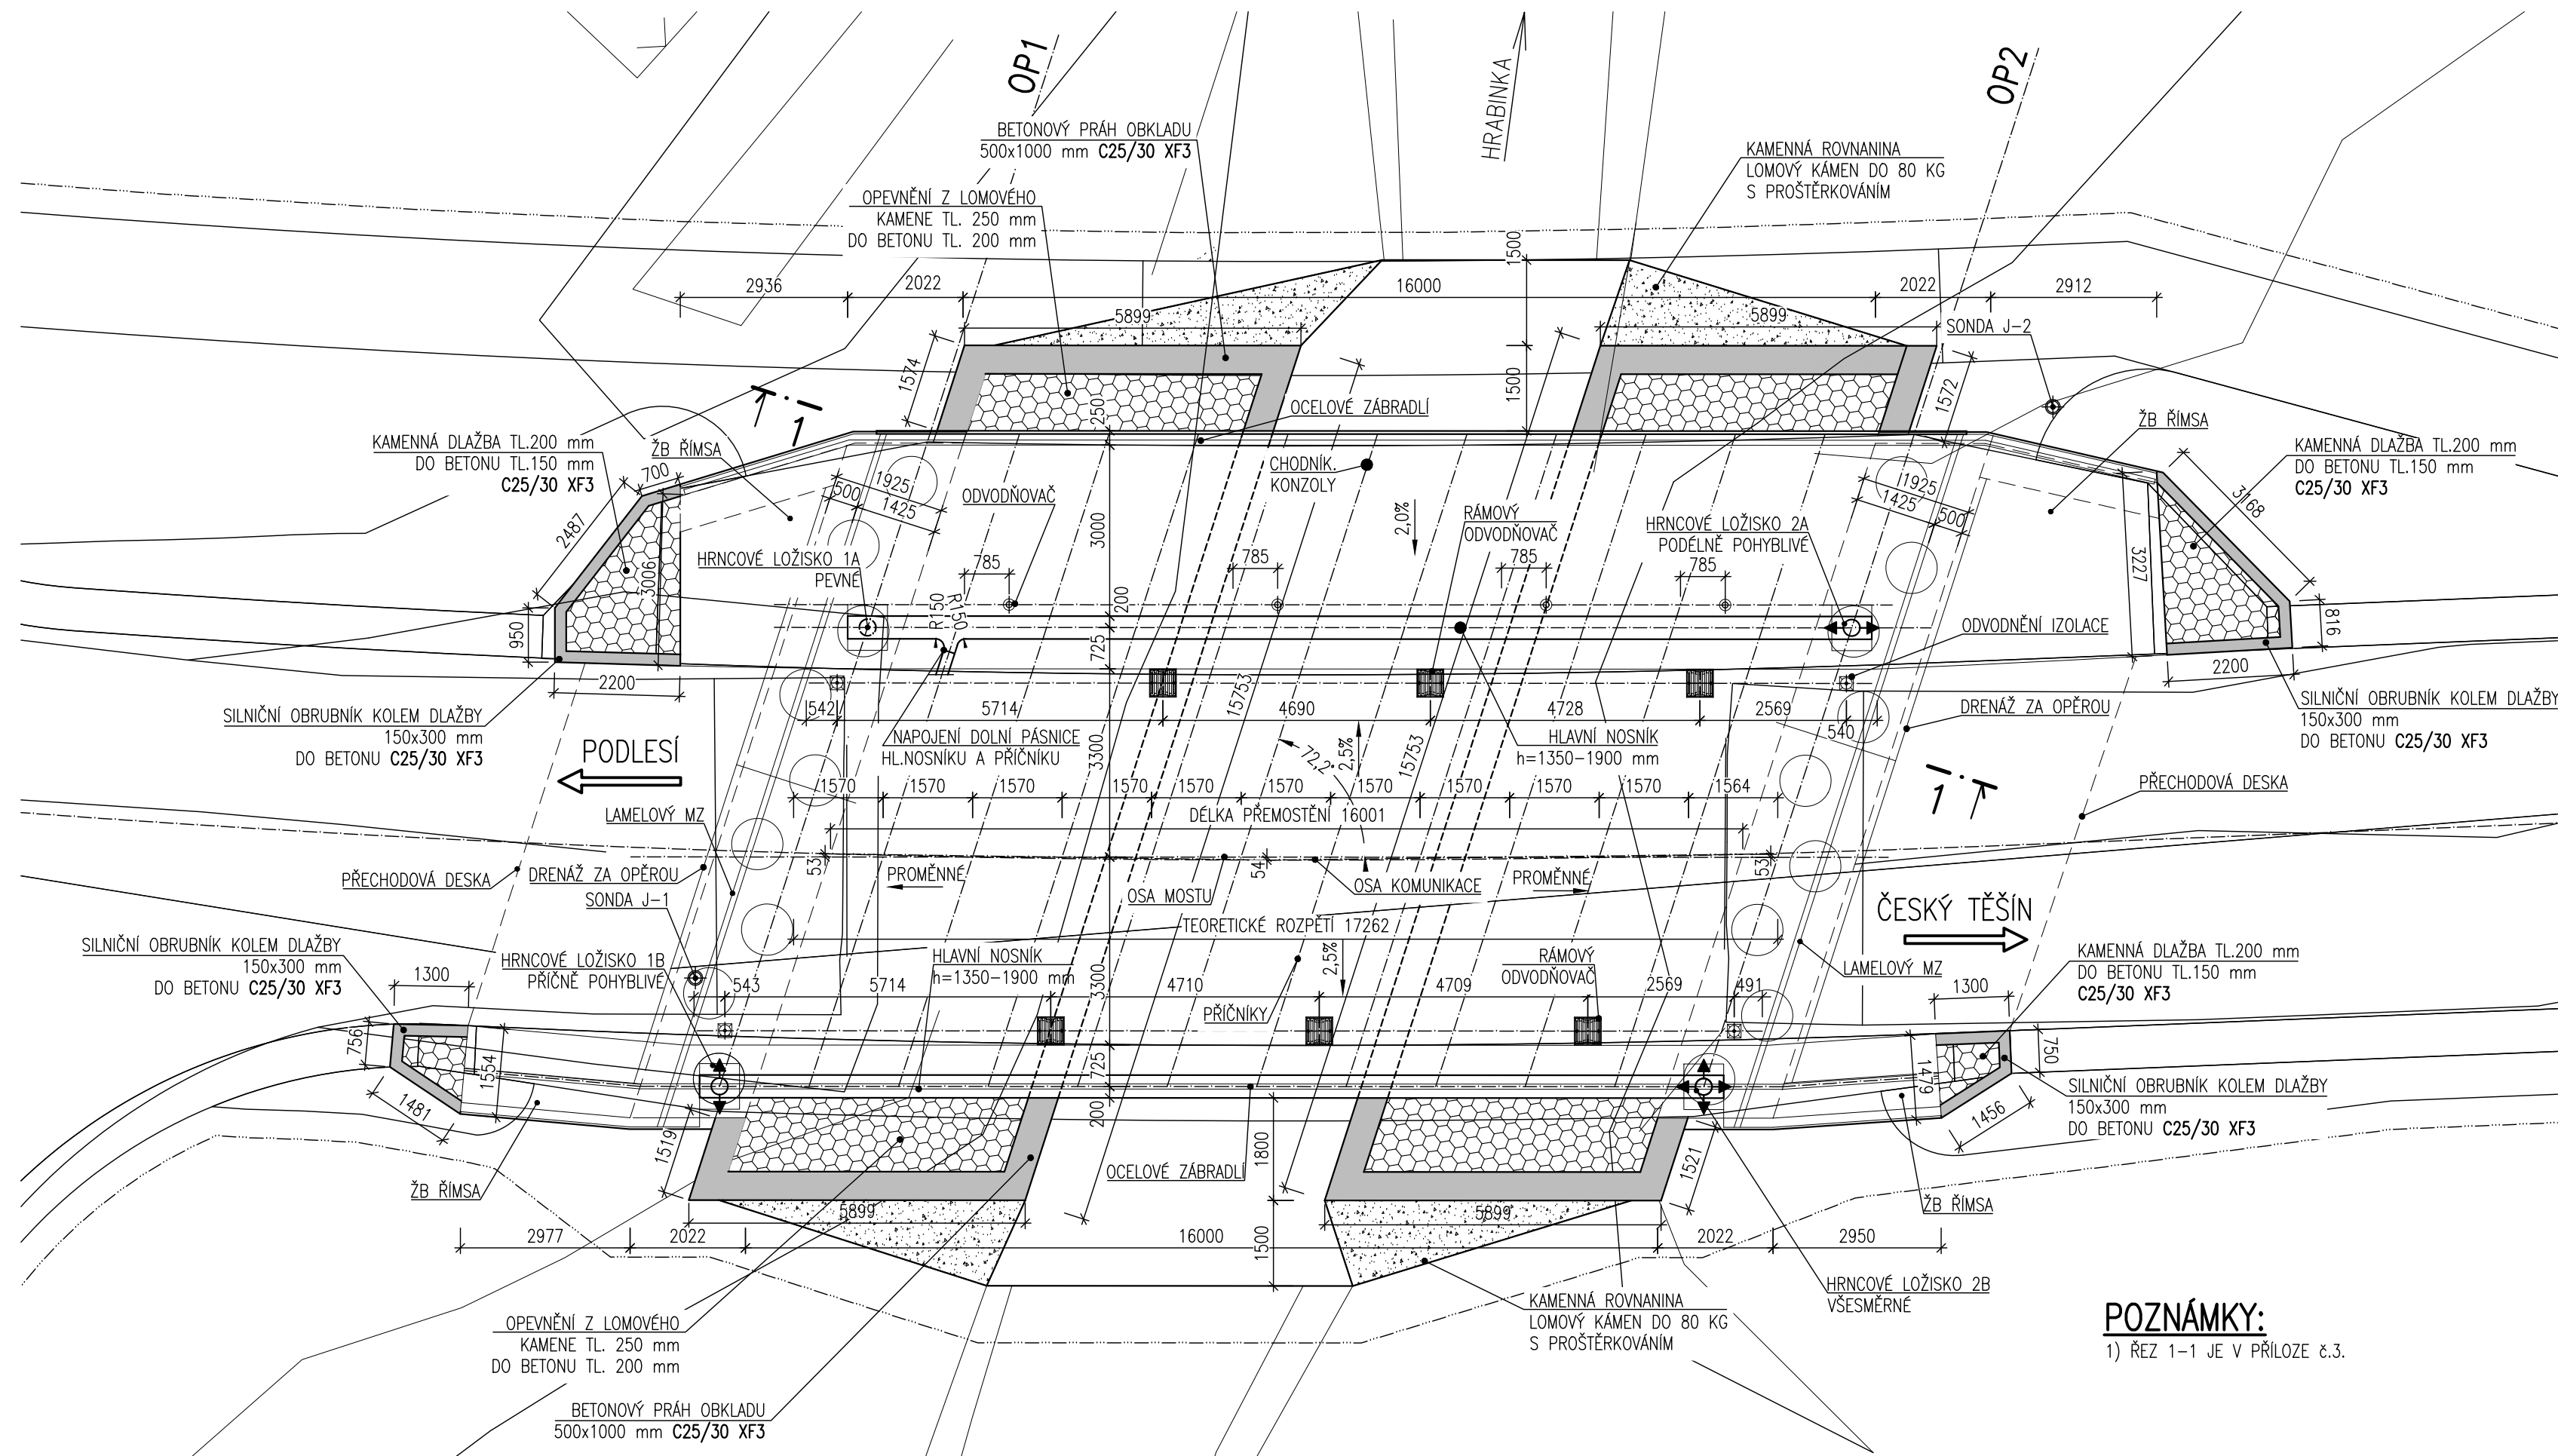 OP1
OP2
HRABINKA
BETONOVÝ PRÁH OBKLADU
500x1000 mm C25/30 XF3
KAMENNÁ ROVNANINA
LOMOVÝ KÁMEN DO 80 KG
S PROŠTĚRKOVÁNÍM
OPEVNĚNÍ Z LOMOVÉHO
KAMENE TL. 250 mm
DO BETONU TL. 200 mm
1500
2936
2022
16000
2022
2912
5899
5899
SONDA J-2
1574
1500
1572
1
250
OCELOVÉ ZÁBRADLÍ
KAMENNÁ DLAŽBA TL.200 mm
DO BETONU TL.150 mm
C25/30 XF3
ŽB ŘÍMSA
ŽB ŘÍMSA
KAMENNÁ DLAŽBA TL.200 mm
DO BETONU TL.150 mm
C25/30 XF3
700
CHODNÍK.
KONZOLY
1925
500
1425
ODVODŇOVAČ
3000
2,0%
RÁMOVÝ
ODVODŇOVAČ
HRNCOVÉ LOŽISKO 2A
PODÉLNĚ POHYBLIVÉ
1925
1425
500
3168
2487
3006
3227
HRNCOVÉ LOŽISKO 1A
PEVNÉ
785
785
785
785
200
R150
R150
950
725
ODVODNĚNÍ IZOLACE
816
2200
2200
SILNIČNÍ OBRUBNÍK KOLEM DLAŽBY
150x300 mm
DO BETONU C25/30 XF3
542
5714
4690
4728
2569
540
DRENÁŽ ZA OPĚROU
SILNIČNÍ OBRUBNÍK KOLEM DLAŽBY
150x300 mm
DO BETONU C25/30 XF3
15753
15753
NAPOJENÍ DOLNÍ PÁSNICE
HL.NOSNÍKU A PŘÍČNÍKU
3300
72,2°
2,5%
HLAVNÍ NOSNÍK
h=1350-1900 mm
PODLESÍ
1570
1570
1570
1570
1570
1570
1570
1570
1570
1570
1564
1
PŘECHODOVÁ DESKA
LAMELOVÝ MZ
DÉLKA PŘEMOSTĚNÍ 16001
53
54
53
PŘECHODOVÁ DESKA
DRENÁŽ ZA OPĚROU
PROMĚNNÉ
OSA MOSTU
OSA KOMUNIKACE
PROMĚNNÉ
SONDA J-1
ČESKÝ TĚŠÍN
TEORETICKÉ ROZPĚTÍ 17262
SILNIČNÍ OBRUBNÍK KOLEM DLAŽBY
150x300 mm
DO BETONU C25/30 XF3
1300
HRNCOVÉ LOŽISKO 1B
PŘÍČNĚ POHYBLIVÉ
HLAVNÍ NOSNÍK
h=1350-1900 mm
2,5%
RÁMOVÝ
ODVODŇOVAČ
LAMELOVÝ MZ
KAMENNÁ DLAŽBA TL.200 mm
DO BETONU TL.150 mm
C25/30 XF3
543
5714
3300
4710
4709
2569
491
1300
PŘÍČNÍKY
756
1554
725
1479
750
1481
200
1456
SILNIČNÍ OBRUBNÍK KOLEM DLAŽBY
150x300 mm
DO BETONU C25/30 XF3
1519
1800
1521
OCELOVÉ ZÁBRADLÍ
ŽB ŘÍMSA
ŽB ŘÍMSA
5899
5899
2977
2022
16000
1500
2022
2950
HRNCOVÉ LOŽISKO 2B
VŠESMĚRNÉ
KAMENNÁ ROVNANINA
LOMOVÝ KÁMEN DO 80 KG
S PROŠTĚRKOVÁNÍM
OPEVNĚNÍ Z LOMOVÉHO
KAMENE TL. 250 mm
DO BETONU TL. 200 mm
POZNÁMKY:
1) ŘEZ 1-1 JE V PŘÍLOZE č.3.
BETONOVÝ PRÁH OBKLADU
500x1000 mm C25/30 XF3